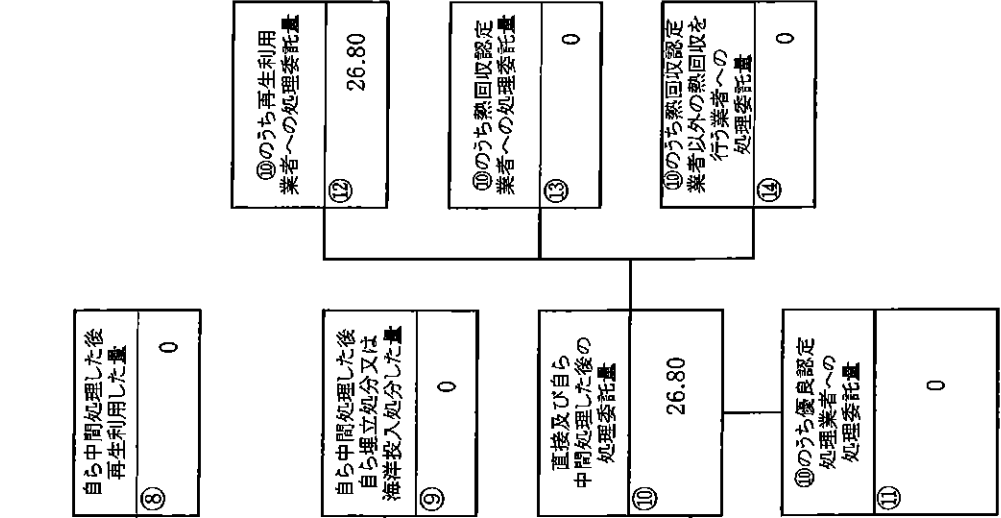 自ら中間処理した後
再生利用した量
⑧
0
自ら中間処理した後
自ら埋立処分又は
海洋投入処分した量
⑨
0
直接及び自ら
中間処理した後の
処理委託量
⑩
26.80
⑩のうち優良認定
処理業者への
処理委託量
⑪
0
⑩のうち再生利用
業者への処理委託量
⑫
26.80
⑩のうち熱回収認定
業者への処理委託量
⑬
0
⑩のうち熱回収認定
業者以外の熱回収を
行う業者への
処理委託量
⑭
0